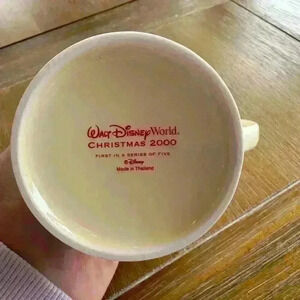 Walt Disney World.
CHRISTMAS 2000
FIRST IN A SERIES OF FIVE
© Disney
Made in Thailand